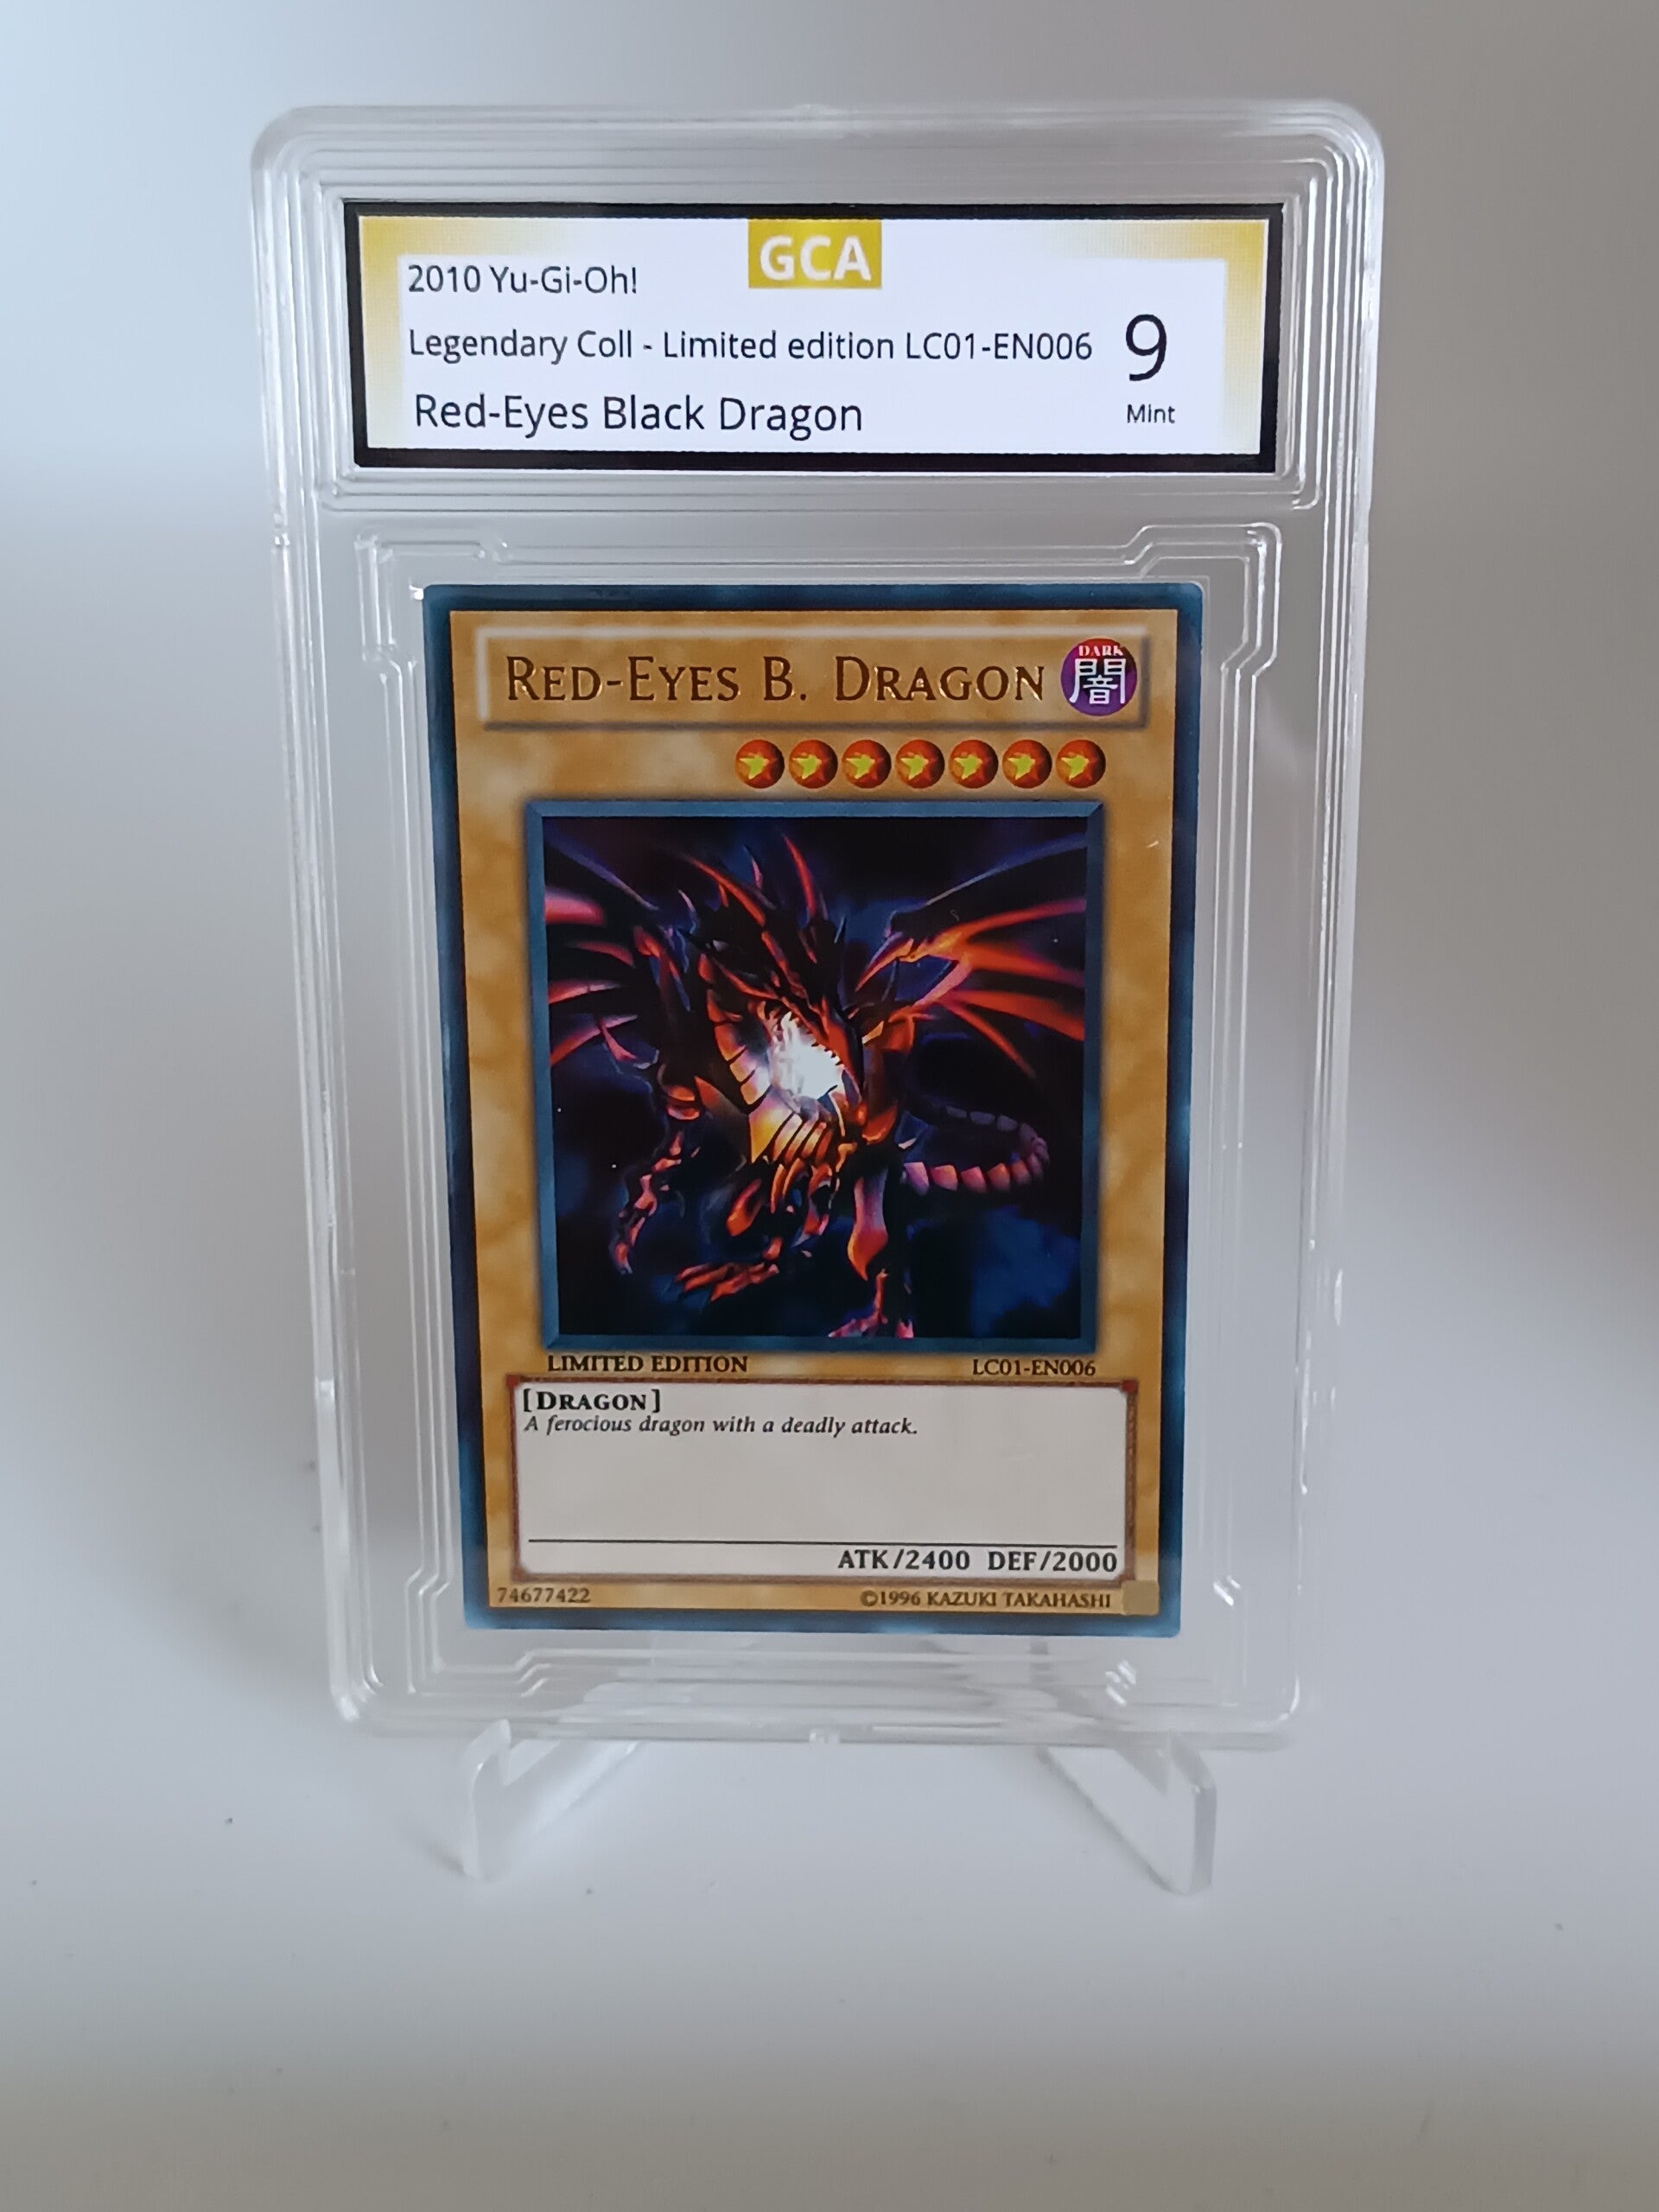 GCA
2010 Yu-Gi-Oh!
Legendary Coll - Limited edition LC01-EN006
9
Red-Eyes Black Dragon
Mint
RED-EYES B. DRAGON
DARK
闇
LIMITED EDITION
LC01-EN006
[DRAGON]
A ferocious dragon with a deadly attack.
ATK/2400 DEF/2000
74677422
©1996 KAZUKI TAKAHASHI